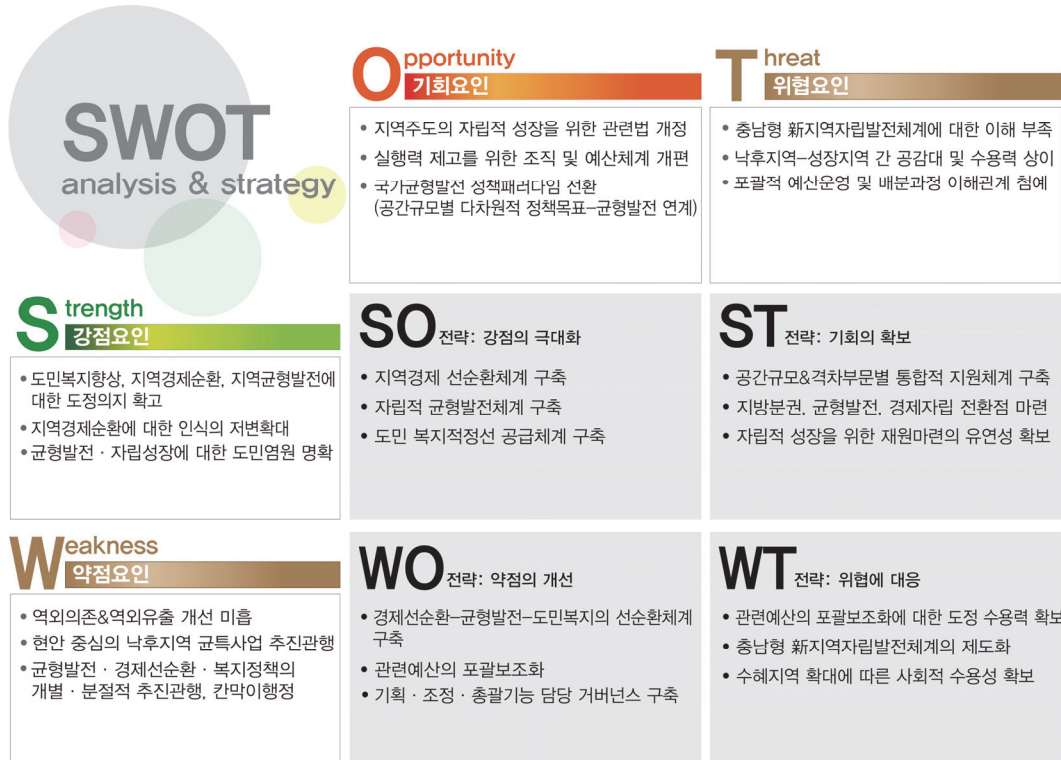 SWOT
analysis & strategy
Opportunity
기회요인
• 지역주도의 자립적 성장을 위한 관련법 개정
• 실행력 제고를 위한 조직 및 예산체계 개편
• 국가균형발전 정책패러다임 전환
(공간규모별 다차원적 정책목표–균형발전 연계)
Threat
위협요인
• 충남형 新지역자립발전체계에 대한 이해 부족
• 낙후지역–성장지역 간 공감대 및 수용력 상이
• 포괄적 예산운영 및 배분과정 이해관계 첨예
Strength
강점요인
• 도민복지향상, 지역경제순환, 지역균형발전에
대한 도정의지 확고
• 지역경제순환에 대한 인식의 저변확대
• 균형발전 · 자립성장에 대한 도민염원 명확
SO전략: 강점의 극대화
• 지역경제 선순환체계 구축
• 자립적 균형발전체계 구축
• 도민 복지적정선 공급체계 구축
ST전략: 기회의 확보
• 공간규모&격차부문별 통합적 지원체계 구축
• 지방분권, 균형발전, 경제자립 전환점 마련
• 자립적 성장을 위한 재원마련의 유연성 확보
Weakness
약점요인
• 역외의존&역외유출 개선 미흡
• 현안 중심의 낙후지역 균특사업 추진관행
• 균형발전 · 경제선순환 · 복지정책의
개별 · 분절적 추진관행, 칸막이행정
WO전략: 약점의 개선
• 경제선순환–균형발전–도민복지의 선순환체계
구축
• 관련예산의 포괄보조화
• 기획 · 조정 · 총괄기능 담당 거버넌스 구축
WT전략: 위협에 대응
• 관련예산의 포괄보조화에 대한 도정 수용력 확보
• 충남형 新지역자립발전체계의 제도화
• 수혜지역 확대에 따른 사회적 수용성 확보